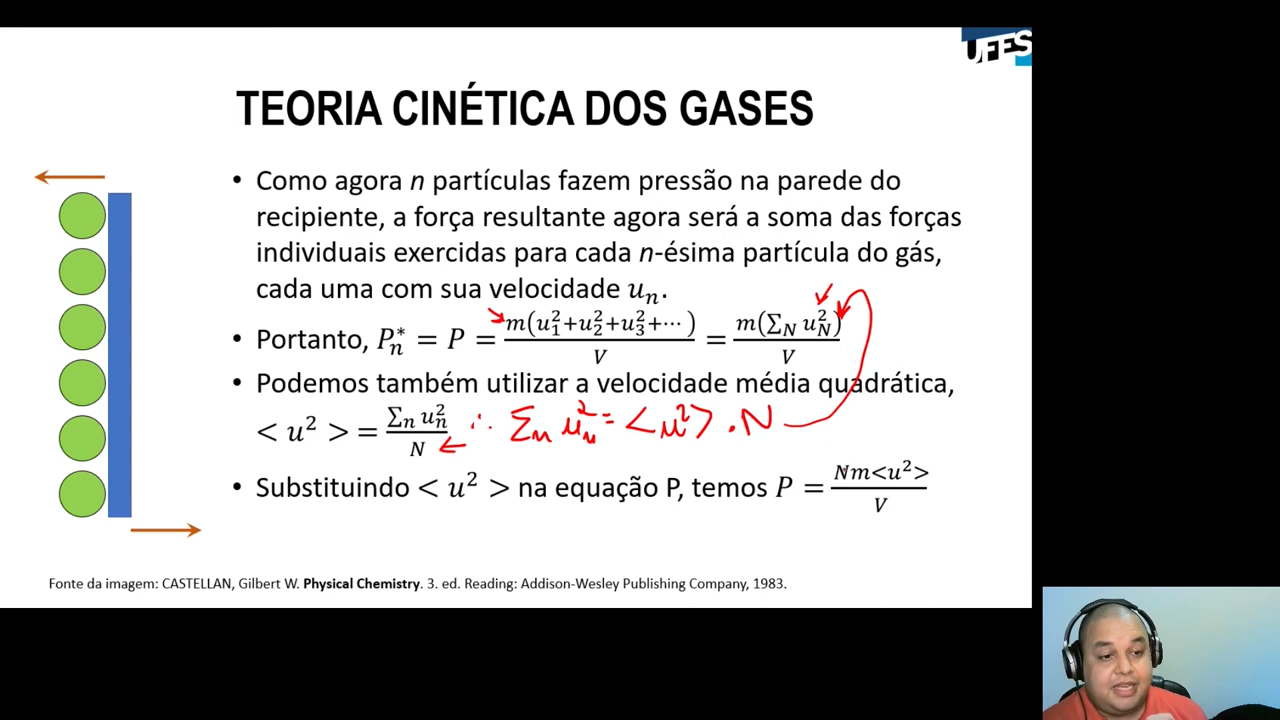 UFES
TEORIA CINÉTICA DOS GASES
• Como agora n partículas fazem pressão na parede do
recipiente, a força resultante agora será a soma das forças
individuais exercidas para cada n-ésima partícula do gás,
cada uma com sua velocidade uₙ.
• Portanto, Pₙ* = P = m(u₁²+u₂²+u₃²+⋯ )/V = m(∑_N u_N²)/V
• Podemos também utilizar a velocidade média quadrática,
< u² > = ∑ₙ uₙ²/N ∴ ∑ₙ uₙ² = <u²> . N
• Substituindo < u² > na equação P, temos P = Nm<u²>/V
Fonte da imagem: CASTELLAN, Gilbert W. Physical Chemistry. 3. ed. Reading: Addison-Wesley Publishing Company, 1983.